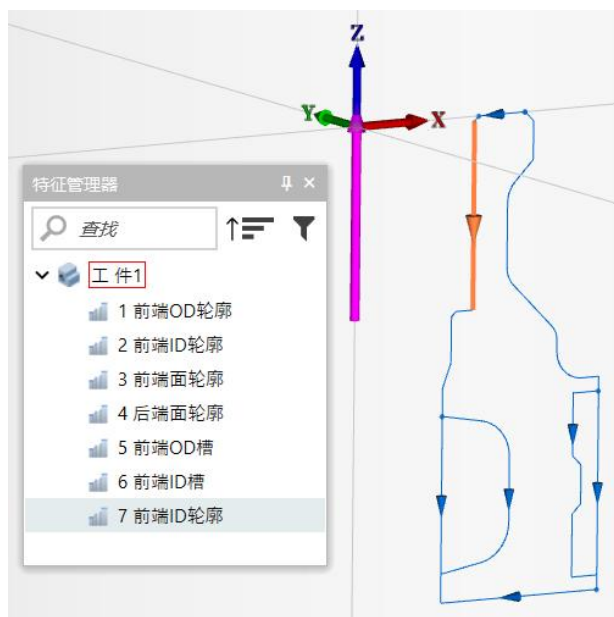 Z
Y
X
特征管理器
查找
工 件1
1 前端OD轮廓
2 前端ID轮廓
3 前端面轮廓
4 后端面轮廓
5 前端OD槽
6 前端ID槽
7 前端ID轮廓